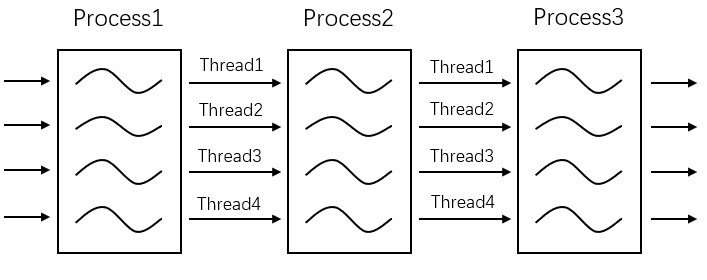 Process1
Process2
Process3
Thread1
Thread1
Thread2
Thread2
Thread3
Thread3
Thread4
Thread4